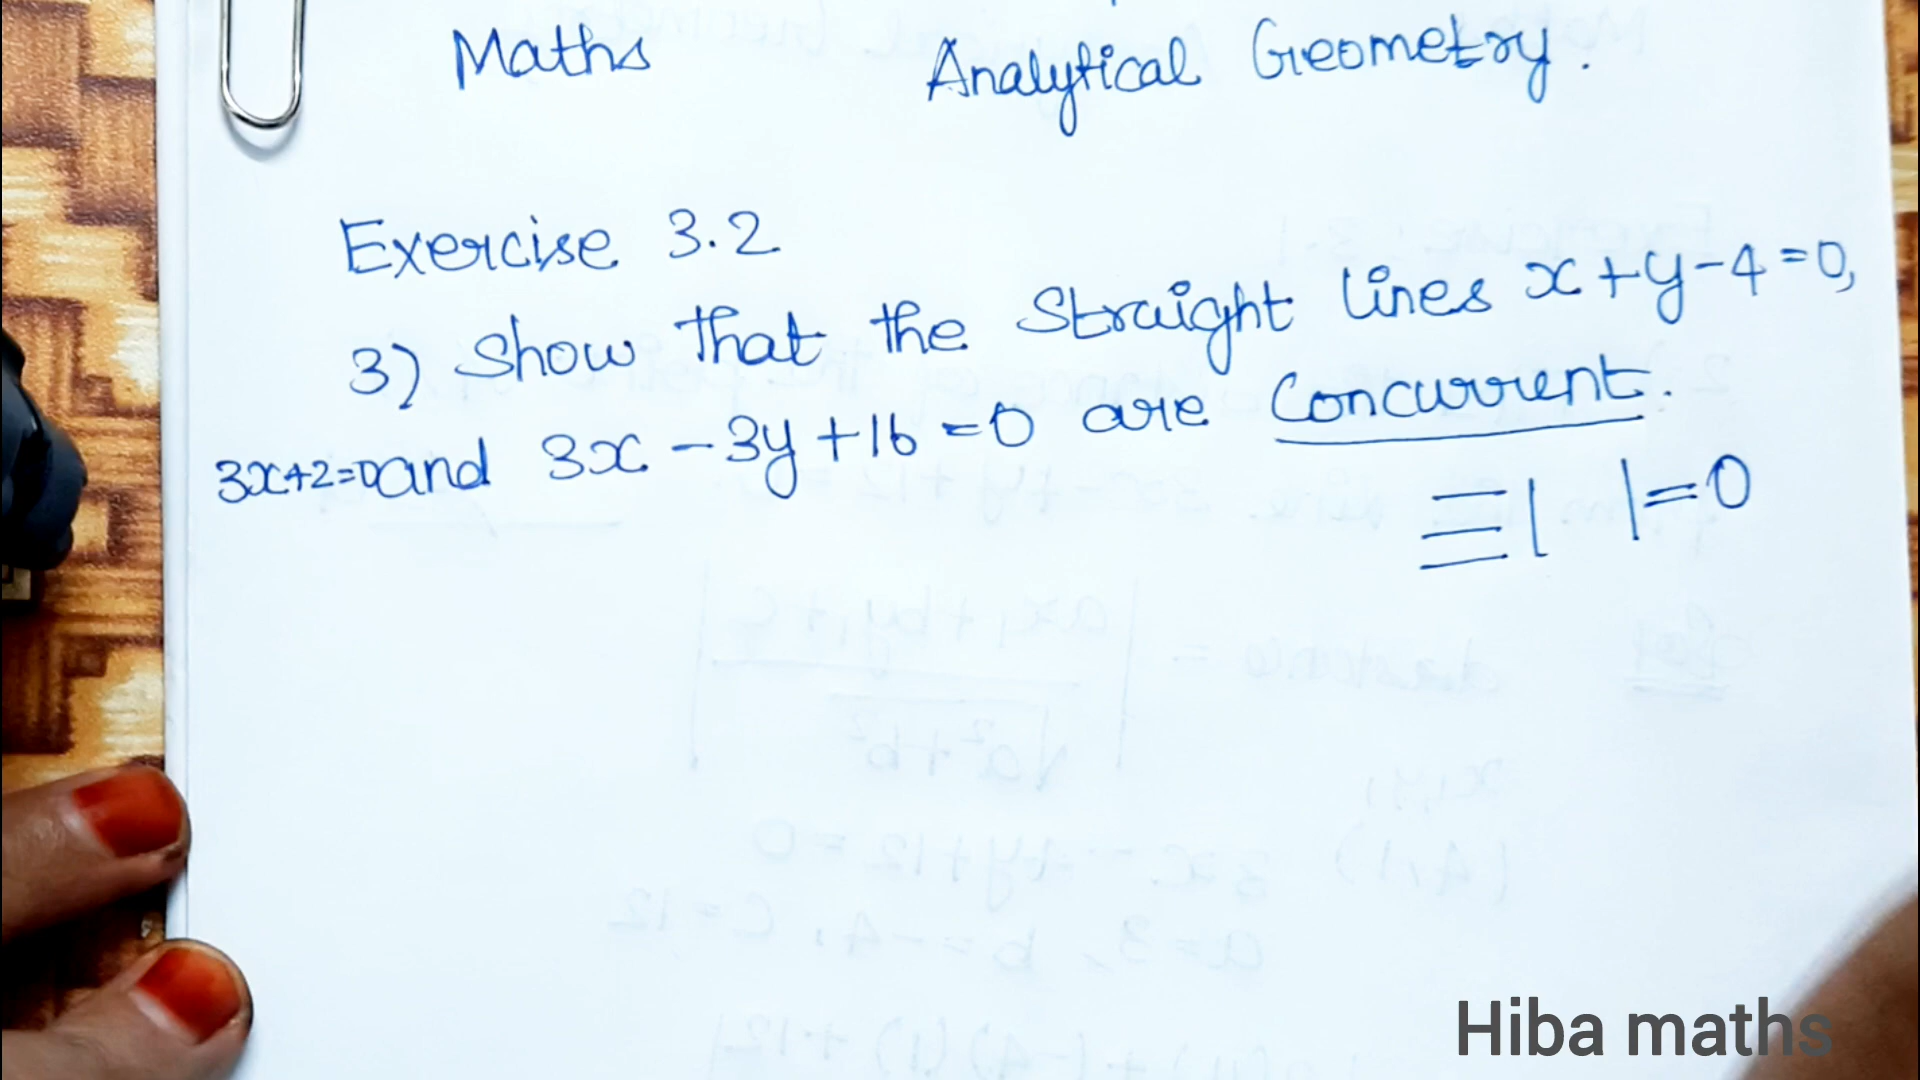 Maths Analytical Geometry.
Exercise 3.2
3) Show that the Straight lines x+y-4=0,
3x+2=0 and 3x-3y+16=0 are Concurrent.
≡| |=0
Hiba maths